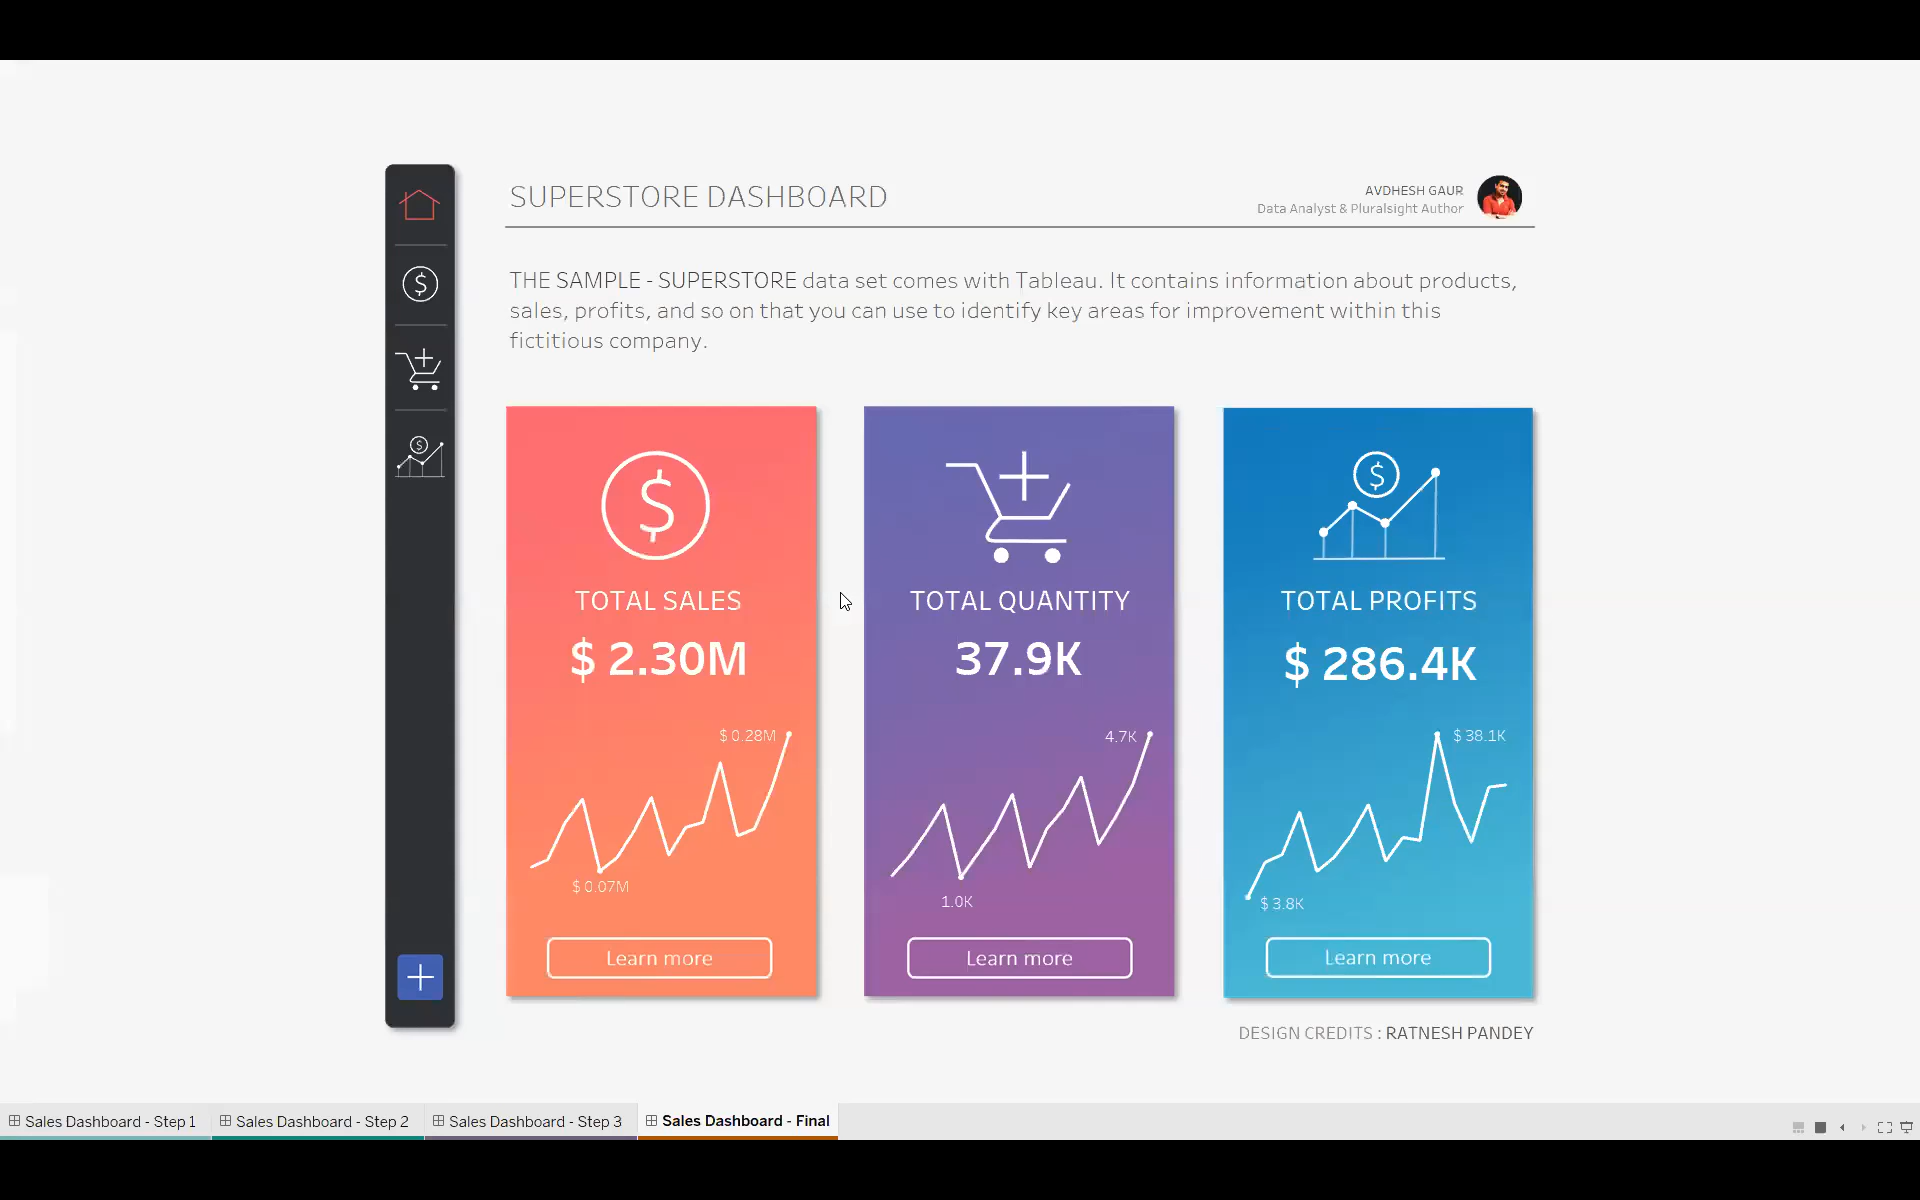 SUPERSTORE DASHBOARD
AVDHESH GAUR
Data Analyst & Pluralsight Author
THE SAMPLE - SUPERSTORE data set comes with Tableau. It contains information about products,
sales, profits, and so on that you can use to identify key areas for improvement within this
fictitious company.
$
TOTAL SALES
$ 2.30M
$ 0.28M
$ 0.07M
Learn more
TOTAL QUANTITY
37.9K
4.7K
1.0K
Learn more
$
TOTAL PROFITS
$ 286.4K
$ 38.1K
$ 3.8K
Learn more
DESIGN CREDITS : RATNESH PANDEY
Sales Dashboard - Step 1
Sales Dashboard - Step 2
Sales Dashboard - Step 3
Sales Dashboard - Final